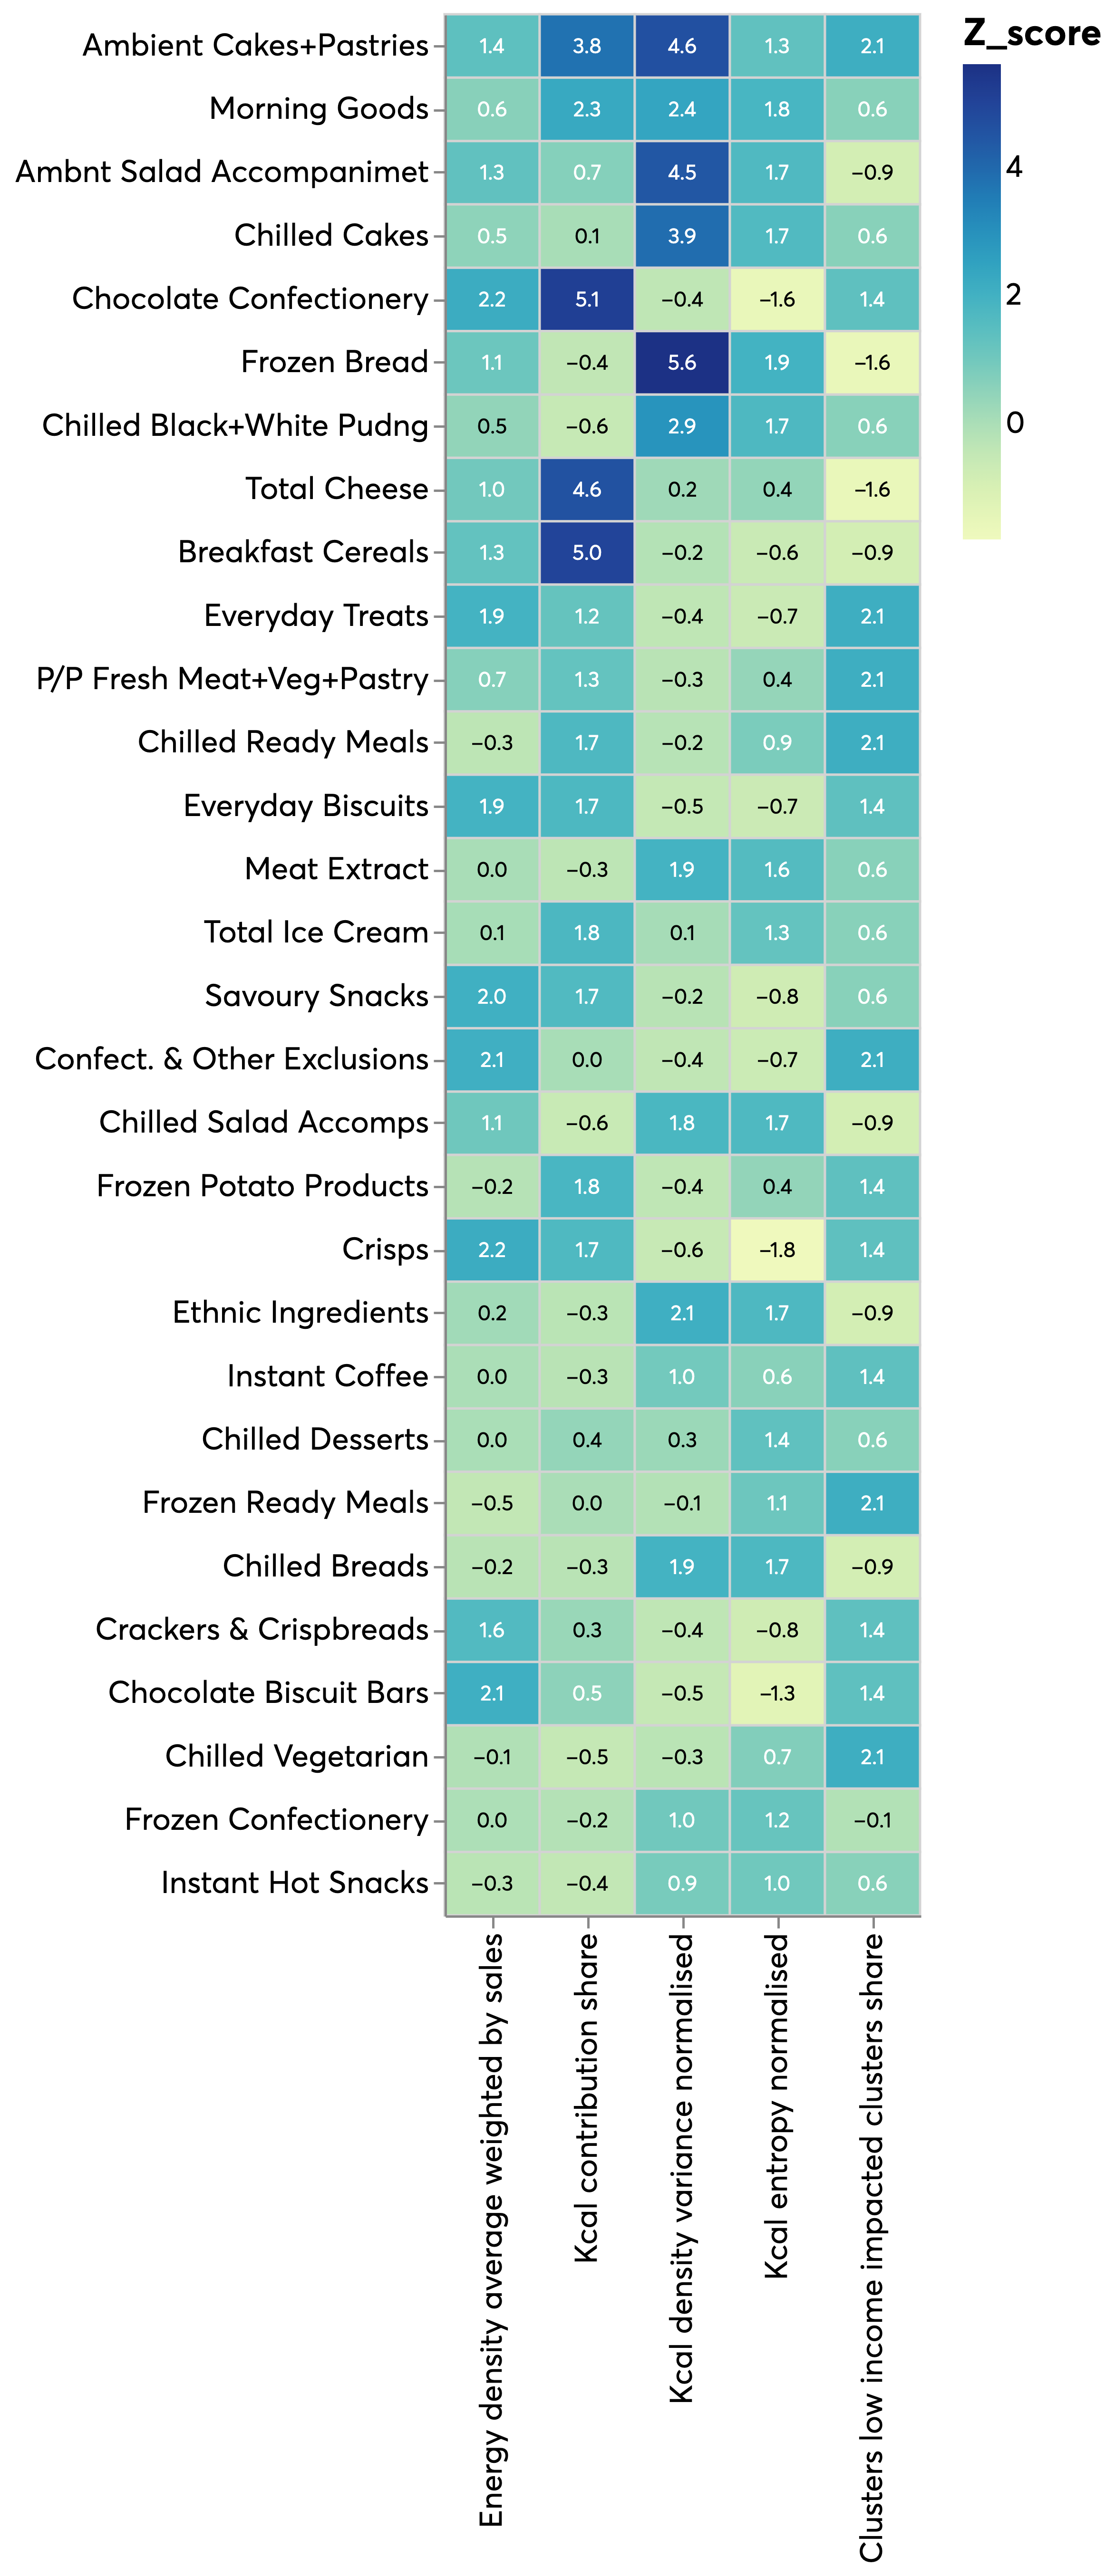 Z_score
4
2
0
Ambient Cakes+Pastries 1.4 3.8 4.6 1.3 2.1
Morning Goods 0.6 2.3 2.4 1.8 0.6
Ambnt Salad Accompanimet 1.3 0.7 4.5 1.7 −0.9
Chilled Cakes 0.5 0.1 3.9 1.7 0.6
Chocolate Confectionery 2.2 5.1 −0.4 −1.6 1.4
Frozen Bread 1.1 −0.4 5.6 1.9 −1.6
Chilled Black+White Pudng 0.5 −0.6 2.9 1.7 0.6
Total Cheese 1.0 4.6 0.2 0.4 −1.6
Breakfast Cereals 1.3 5.0 −0.2 −0.6 −0.9
Everyday Treats 1.9 1.2 −0.4 −0.7 2.1
P/P Fresh Meat+Veg+Pastry 0.7 1.3 −0.3 0.4 2.1
Chilled Ready Meals −0.3 1.7 −0.2 0.9 2.1
Everyday Biscuits 1.9 1.7 −0.5 −0.7 1.4
Meat Extract 0.0 −0.3 1.9 1.6 0.6
Total Ice Cream 0.1 1.8 0.1 1.3 0.6
Savoury Snacks 2.0 1.7 −0.2 −0.8 0.6
Confect. & Other Exclusions 2.1 0.0 −0.4 −0.7 2.1
Chilled Salad Accomps 1.1 −0.6 1.8 1.7 −0.9
Frozen Potato Products −0.2 1.8 −0.4 0.4 1.4
Crisps 2.2 1.7 −0.6 −1.8 1.4
Ethnic Ingredients 0.2 −0.3 2.1 1.7 −0.9
Instant Coffee 0.0 −0.3 1.0 0.6 1.4
Chilled Desserts 0.0 0.4 0.3 1.4 0.6
Frozen Ready Meals −0.5 0.0 −0.1 1.1 2.1
Chilled Breads −0.2 −0.3 1.9 1.7 −0.9
Crackers & Crispbreads 1.6 0.3 −0.4 −0.8 1.4
Chocolate Biscuit Bars 2.1 0.5 −0.5 −1.3 1.4
Chilled Vegetarian −0.1 −0.5 −0.3 0.7 2.1
Frozen Confectionery 0.0 −0.2 1.0 1.2 −0.1
Instant Hot Snacks −0.3 −0.4 0.9 1.0 0.6
Energy density average weighted by sales
Kcal contribution share
Kcal density variance normalised
Kcal entropy normalised
Clusters low income impacted clusters share